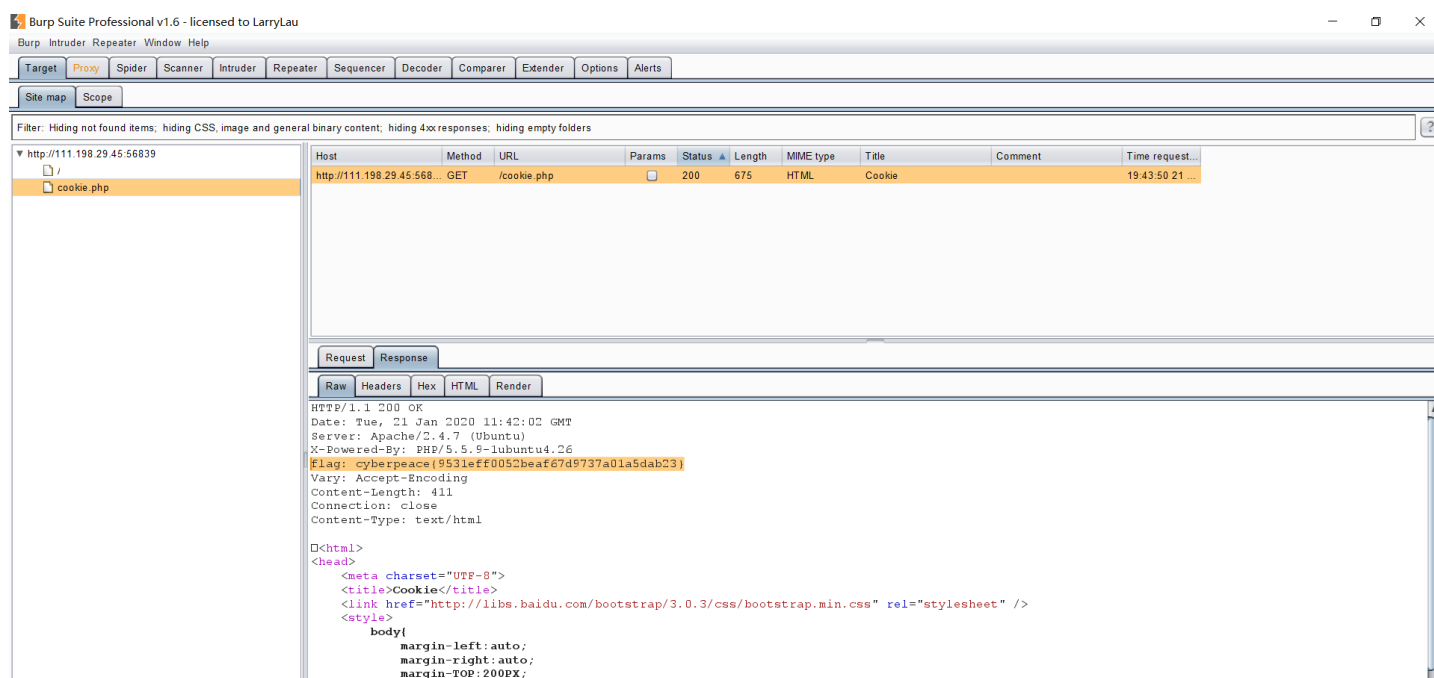 Burp Suite Professional v1.6 - licensed to LarryLau
Burp Intruder Repeater Window Help
Target Proxy Spider Scanner Intruder Repeater Sequencer Decoder Comparer Extender Options Alerts
Site map Scope
Filter: Hiding not found items; hiding CSS, image and general binary content; hiding 4xx responses; hiding empty folders ?
http://111.198.29.45:56839
/
cookie.php
Host Method URL Params Status Length MIME type Title Comment Time request...
http://111.198.29.45:568... GET /cookie.php 200 675 HTML Cookie 19:43:50 21 ...
Request Response
Raw Headers Hex HTML Render
HTTP/1.1 200 OK
Date: Tue, 21 Jan 2020 11:42:02 GMT
Server: Apache/2.4.7 (Ubuntu)
X-Powered-By: PHP/5.5.9-1ubuntu4.26
flag: cyberpeace{9531eff0052beaf67d9737a01a5dab23}
Vary: Accept-Encoding
Content-Length: 411
Connection: close
Content-Type: text/html
<html>
<head>
<meta charset="UTF-8">
<title>Cookie</title>
<link href="http://libs.baidu.com/bootstrap/3.0.3/css/bootstrap.min.css" rel="stylesheet" />
<style>
body{
margin-left:auto;
margin-right:auto;
margin-TOP:200PX;